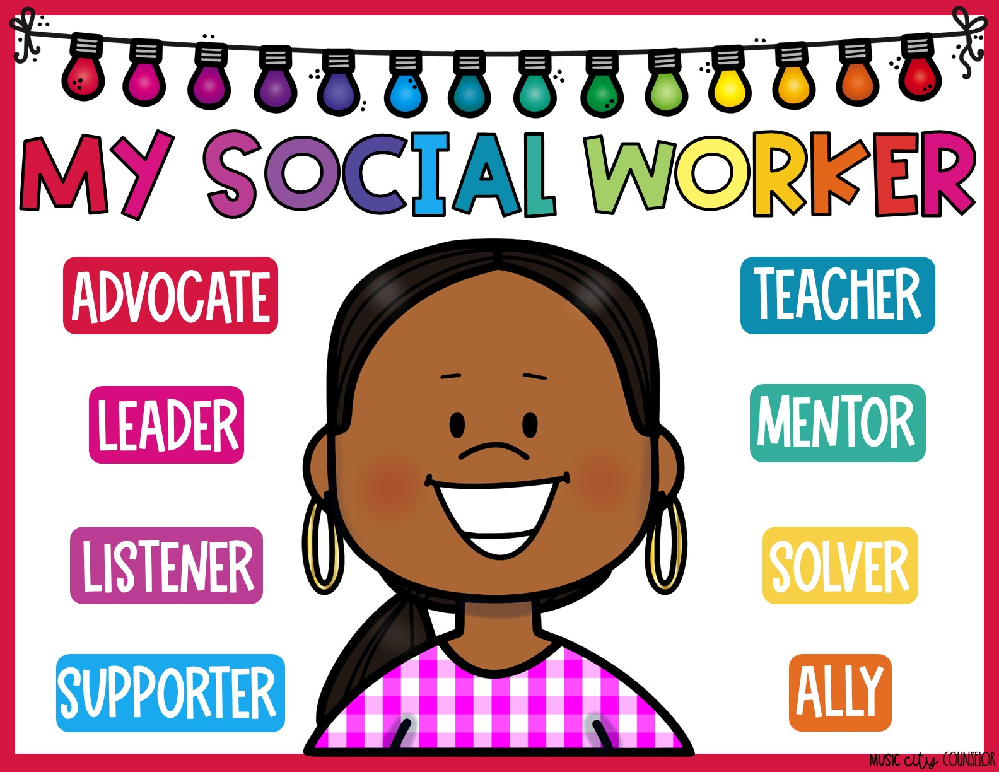 MY SOCIAL WORKER
ADVOCATE
TEACHER
LEADER
MENTOR
LISTENER
SOLVER
SUPPORTER
ALLY
MUSIC city COUNSELOR